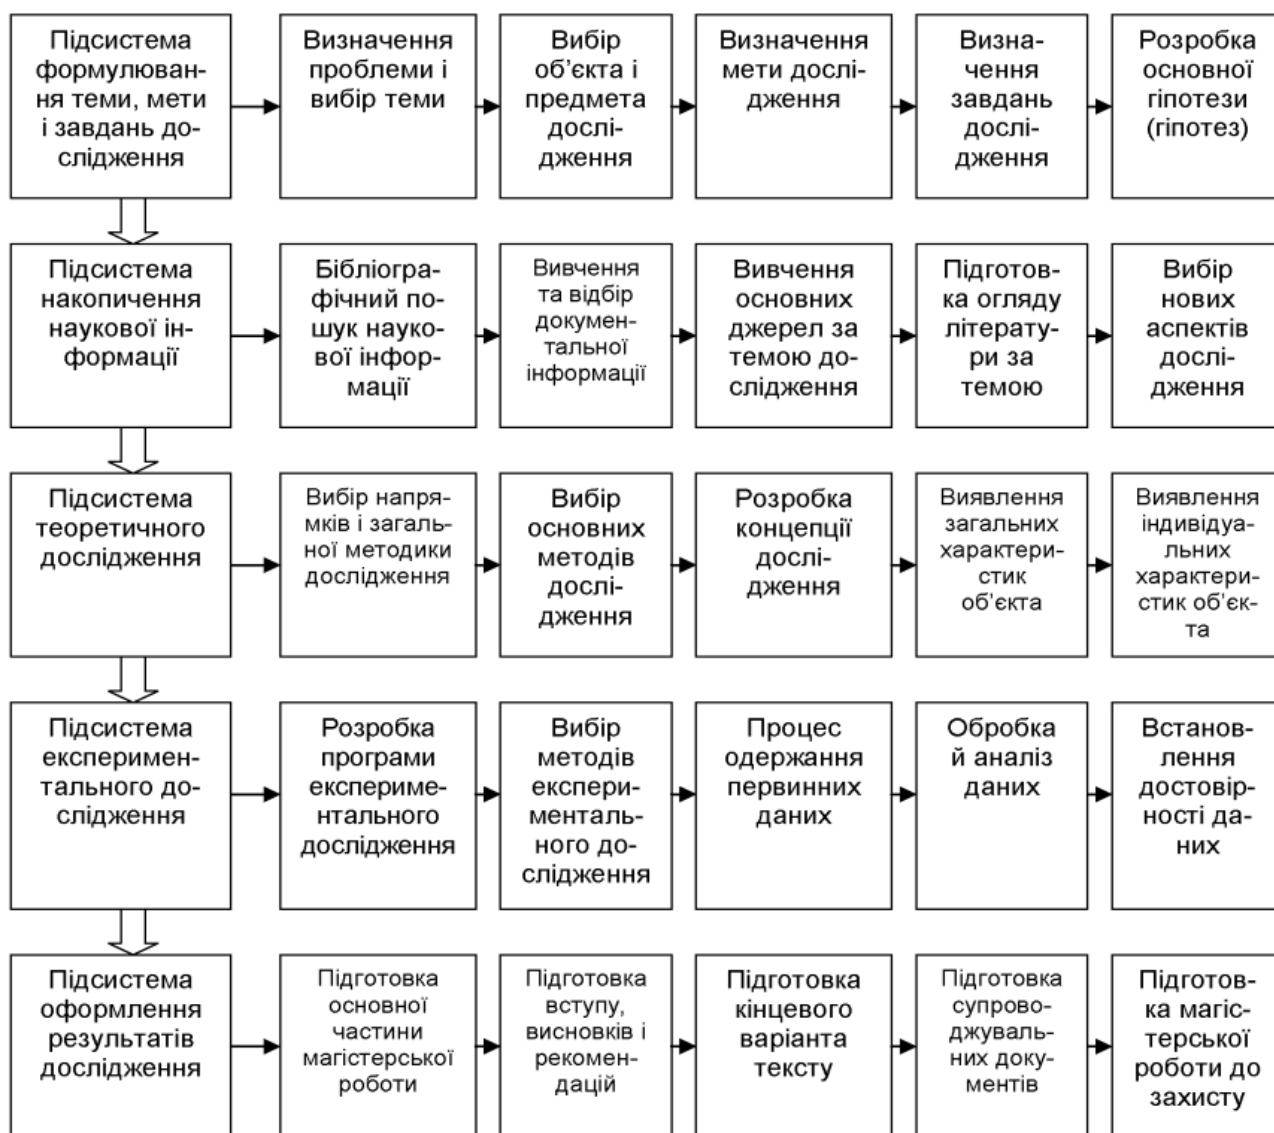 Підсистема
формулюван-
ня теми, мети
і завдань до-
слідження
Визначення
проблеми і
вибір теми
Вибір
об’єкта і
предмета
дослі-
дження
Визначення
мети дослі-
дження
Визна-
чення
завдань
дослі-
дження
Розробка
основної
гіпотези
(гіпотез)
Підсистема
накопичення
наукової ін-
формації
Бібліогра-
фічний по-
шук науко-
вої інфор-
мації
Вивчення
та відбір
докумен-
тальної
інформації
Вивчення
основних
джерел за
темою до-
слідження
Підготов-
ка огляду
літерату-
ри за
темою
Вибір
нових
аспектів
дослі-
дження
Підсистема
теоретичного
дослідження
Вибір напря-
мків і загаль-
ної методики
дослідження
Вибір
основних
методів
дослі-
дження
Розробка
концепції
дослі-
дження
Виявлення
загальних
характери-
стик
об’єкта
Виявлення
індивідуа-
льних
характери-
стик об’єк-
та
Підсистема
експеримен-
тального до-
слідження
Розробка
програми
експериме-
нтального
дослідження
Вибір
методів
експери-
ментально-
го до-
слідження
Процес
одержання
первинних
даних
Обробка
й аналіз
даних
Встанов-
лення
достовір-
ності да-
них
Підсистема
оформлення
результатів
дослідження
Підготовка
основної
частини
магістерської
роботи
Підготовка
вступу,
висновків і
рекомен-
дацій
Підготовка
кінцевого
варіанта
тексту
Підготовка
супрово-
джуваль-
них доку-
ментів
Підготов-
ка магіс-
терської
роботи до
захисту